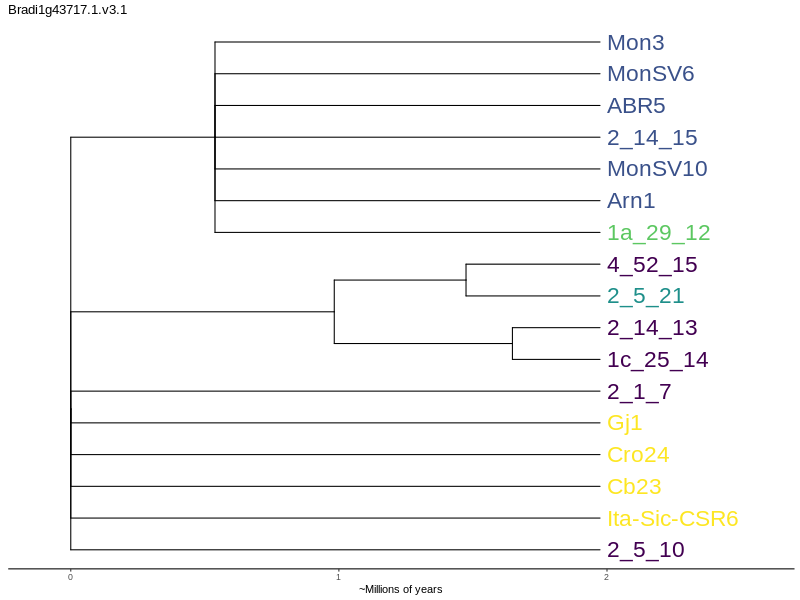 Bradi1g43717.1.v3.1
Mon3
MonSV6
ABR5
2_14_15
MonSV10
Arn1
1a_29_12
4_52_15
2_5_21
2_14_13
1c_25_14
2_1_7
Gj1
Cro24
Cb23
Ita-Sic-CSR6
2_5_10
0 1 2
~Millions of years